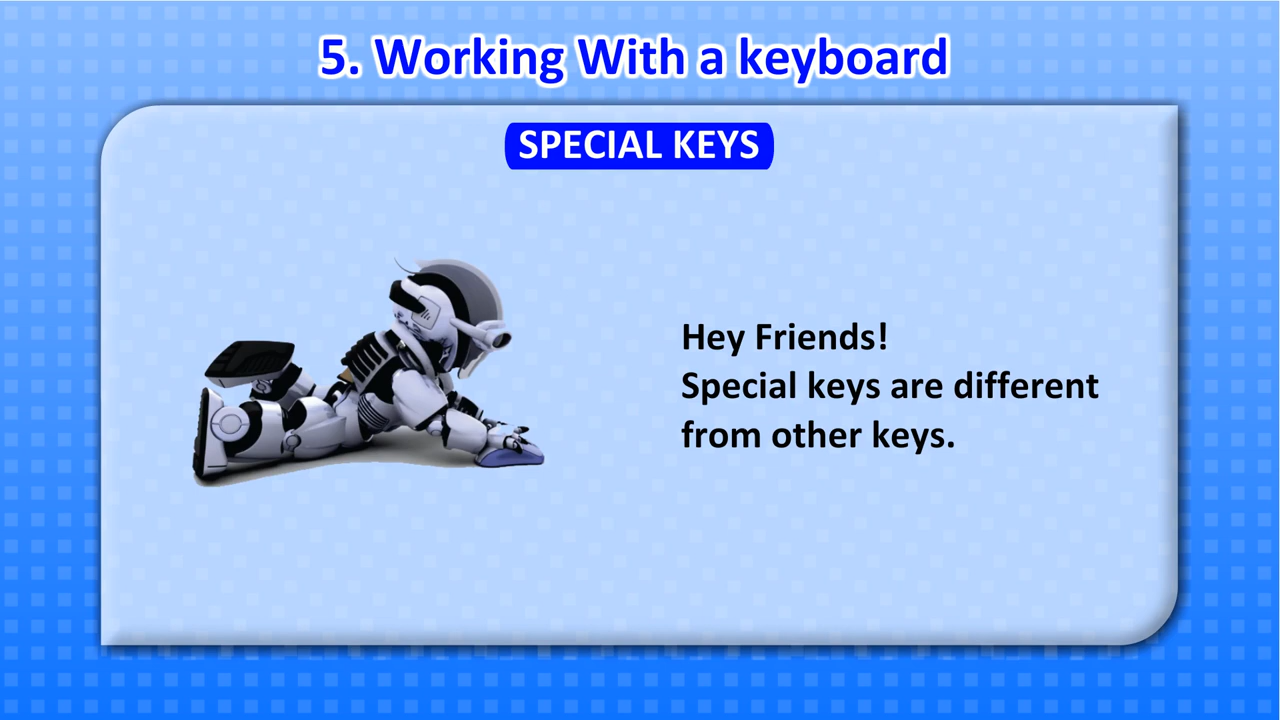 5. Working With a keyboard
SPECIAL KEYS
Hey Friends!
Special keys are different
from other keys.